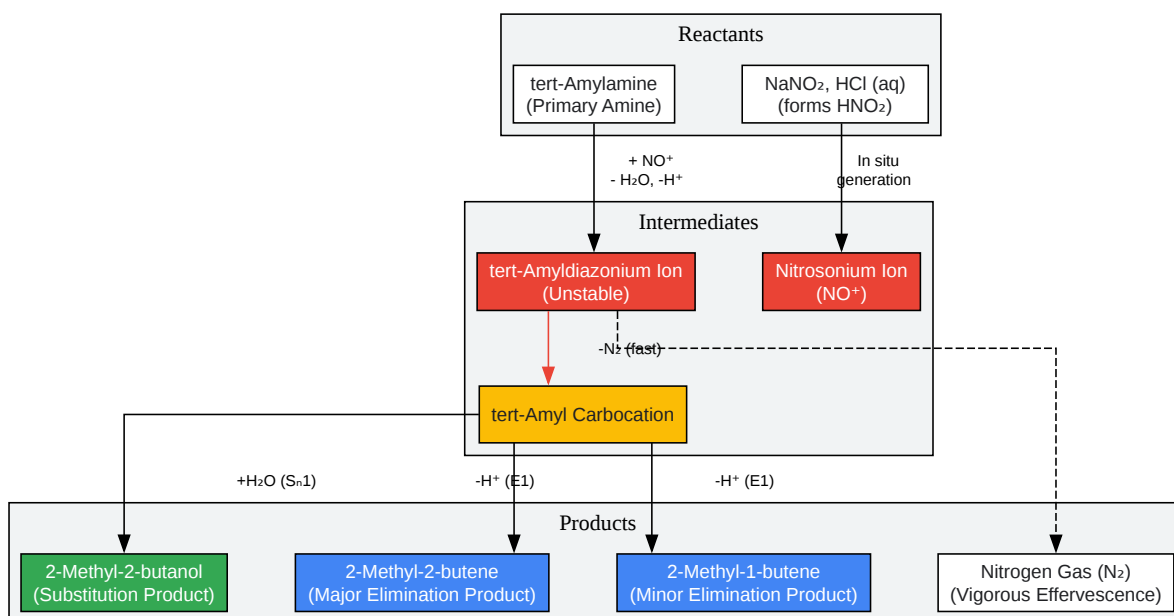 Reactants
tert-Amylamine
(Primary Amine)
NaNO₂, HCl (aq)
(forms HNO₂)
+ NO⁺
- H₂O, -H⁺
In situ
generation
Intermediates
tert-Amyldiazonium Ion
(Unstable)
Nitrosonium Ion
(NO⁺)
-N₂ (fast)
tert-Amyl Carbocation
+H₂O (Sₙ1)
-H⁺ (E1)
-H⁺ (E1)
Products
2-Methyl-2-butanol
(Substitution Product)
2-Methyl-2-butene
(Major Elimination Product)
2-Methyl-1-butene
(Minor Elimination Product)
Nitrogen Gas (N₂)
(Vigorous Effervescence)